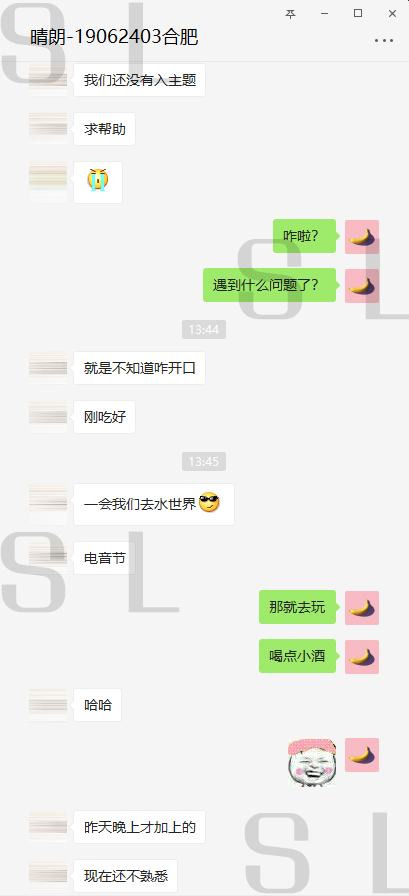 晴朗-19062403合肥
我们还没有入主题
求帮助
咋啦?
遇到什么问题了?
13:44
就是不知道咋开口
刚吃好
13:45
一会我们去水世界
电音节
那就去玩
喝点小酒
哈哈
昨天晚上才加上的
现在还不熟悉
S L
S L
S L
S L